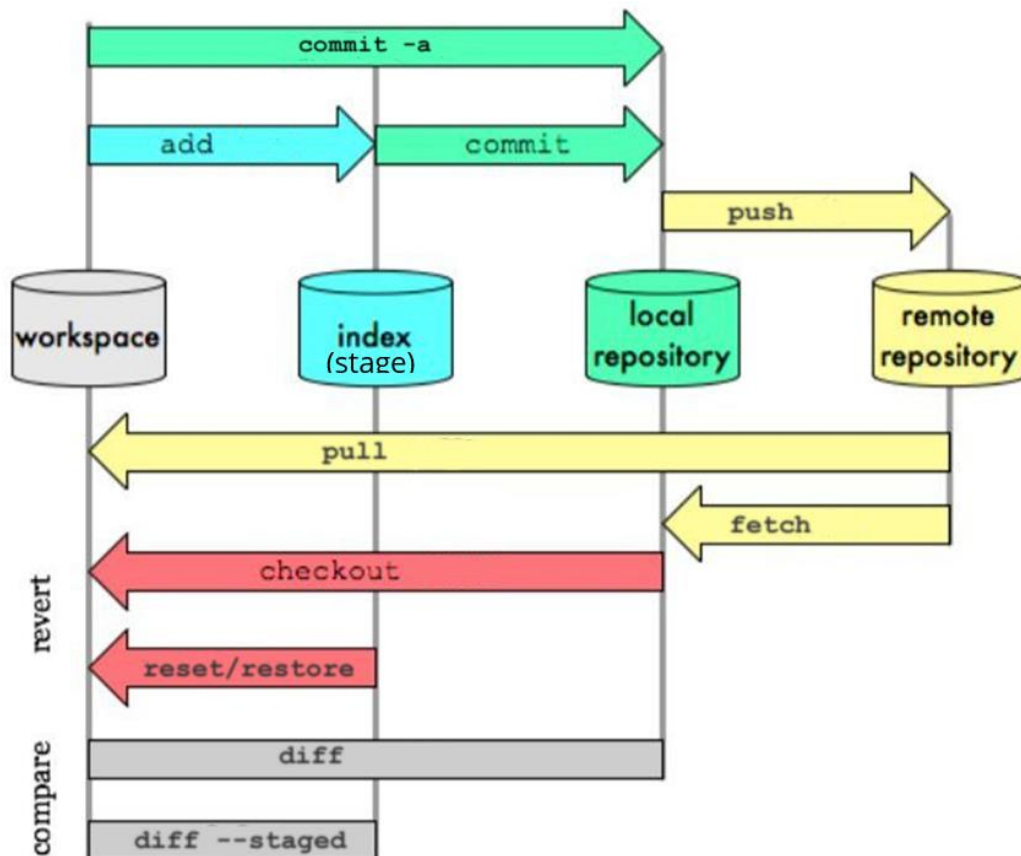 commit -a
add
commit
push
workspace
index
(stage)
local
repository
remote
repository
pull
fetch
revert
checkout
reset/restore
compare
diff
diff --staged